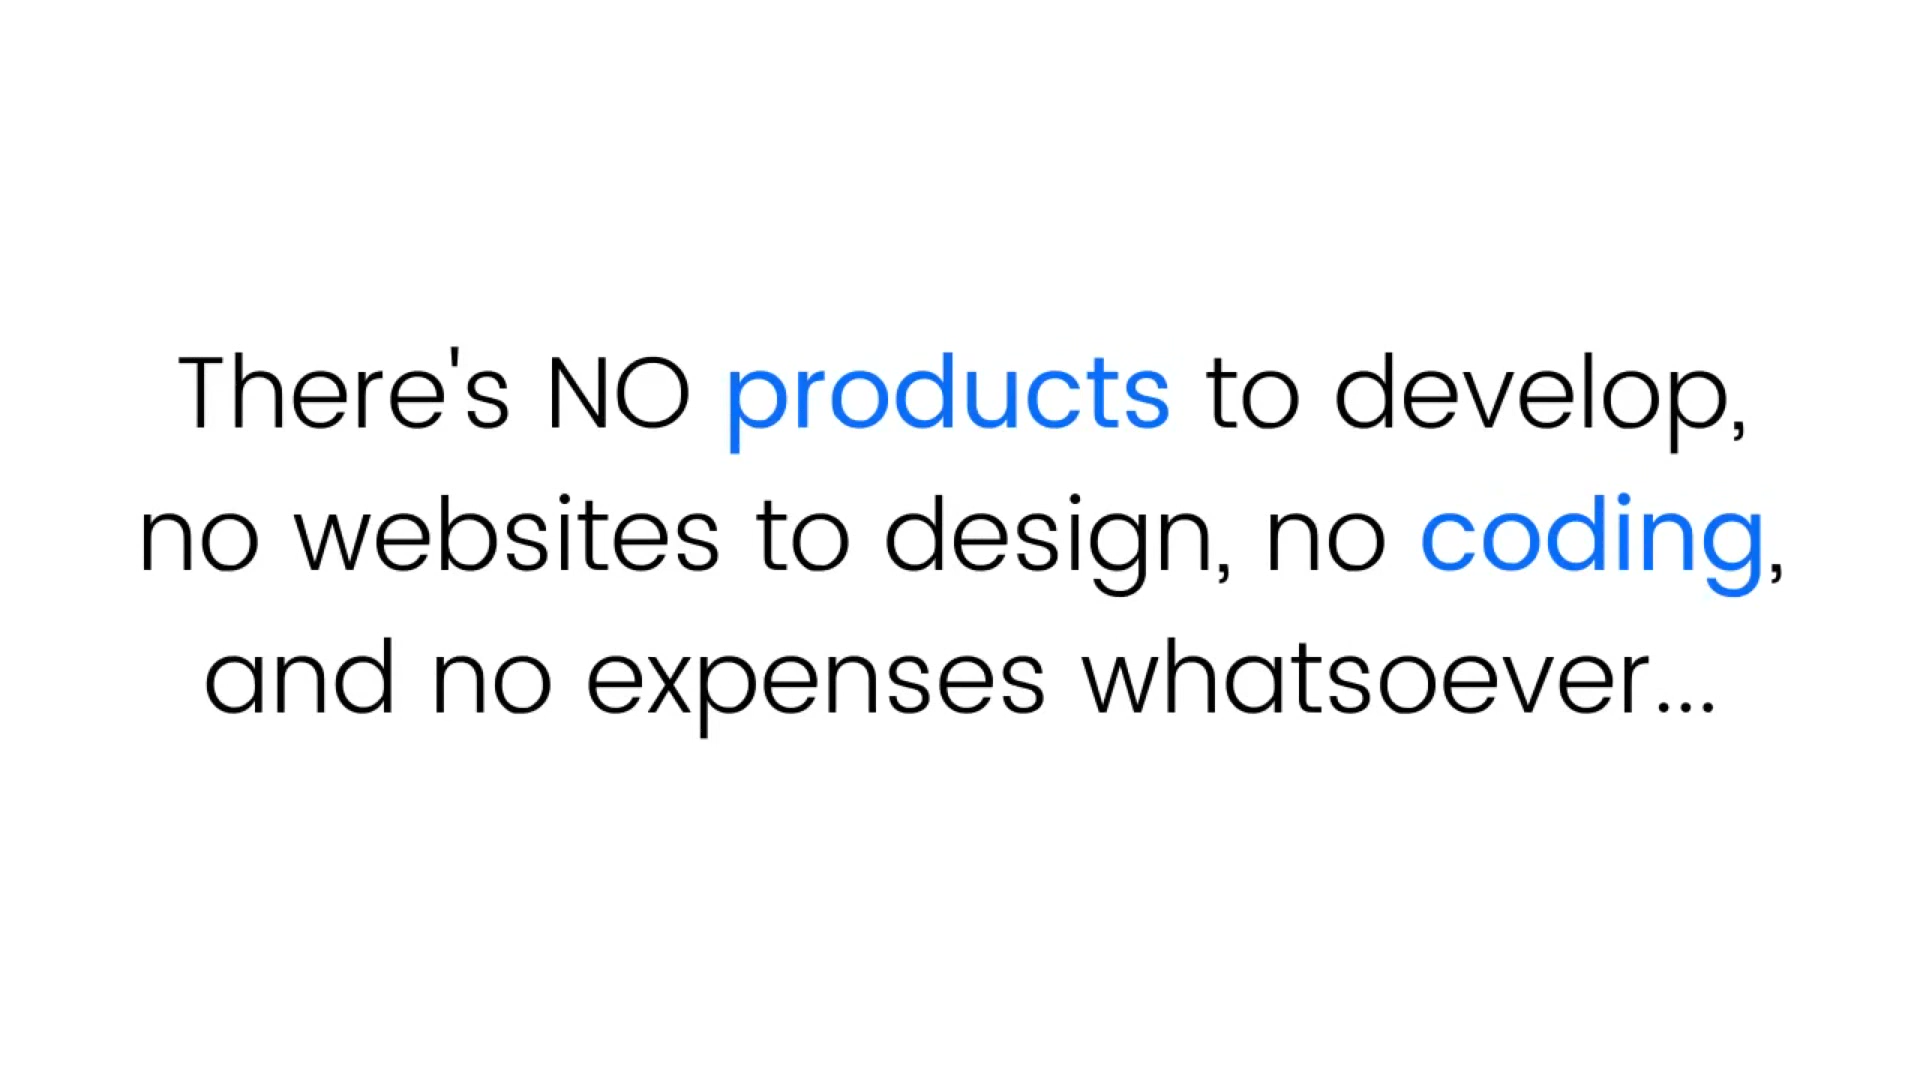 There's NO products to develop,
no websites to design, no coding,
and no expenses whatsoever...